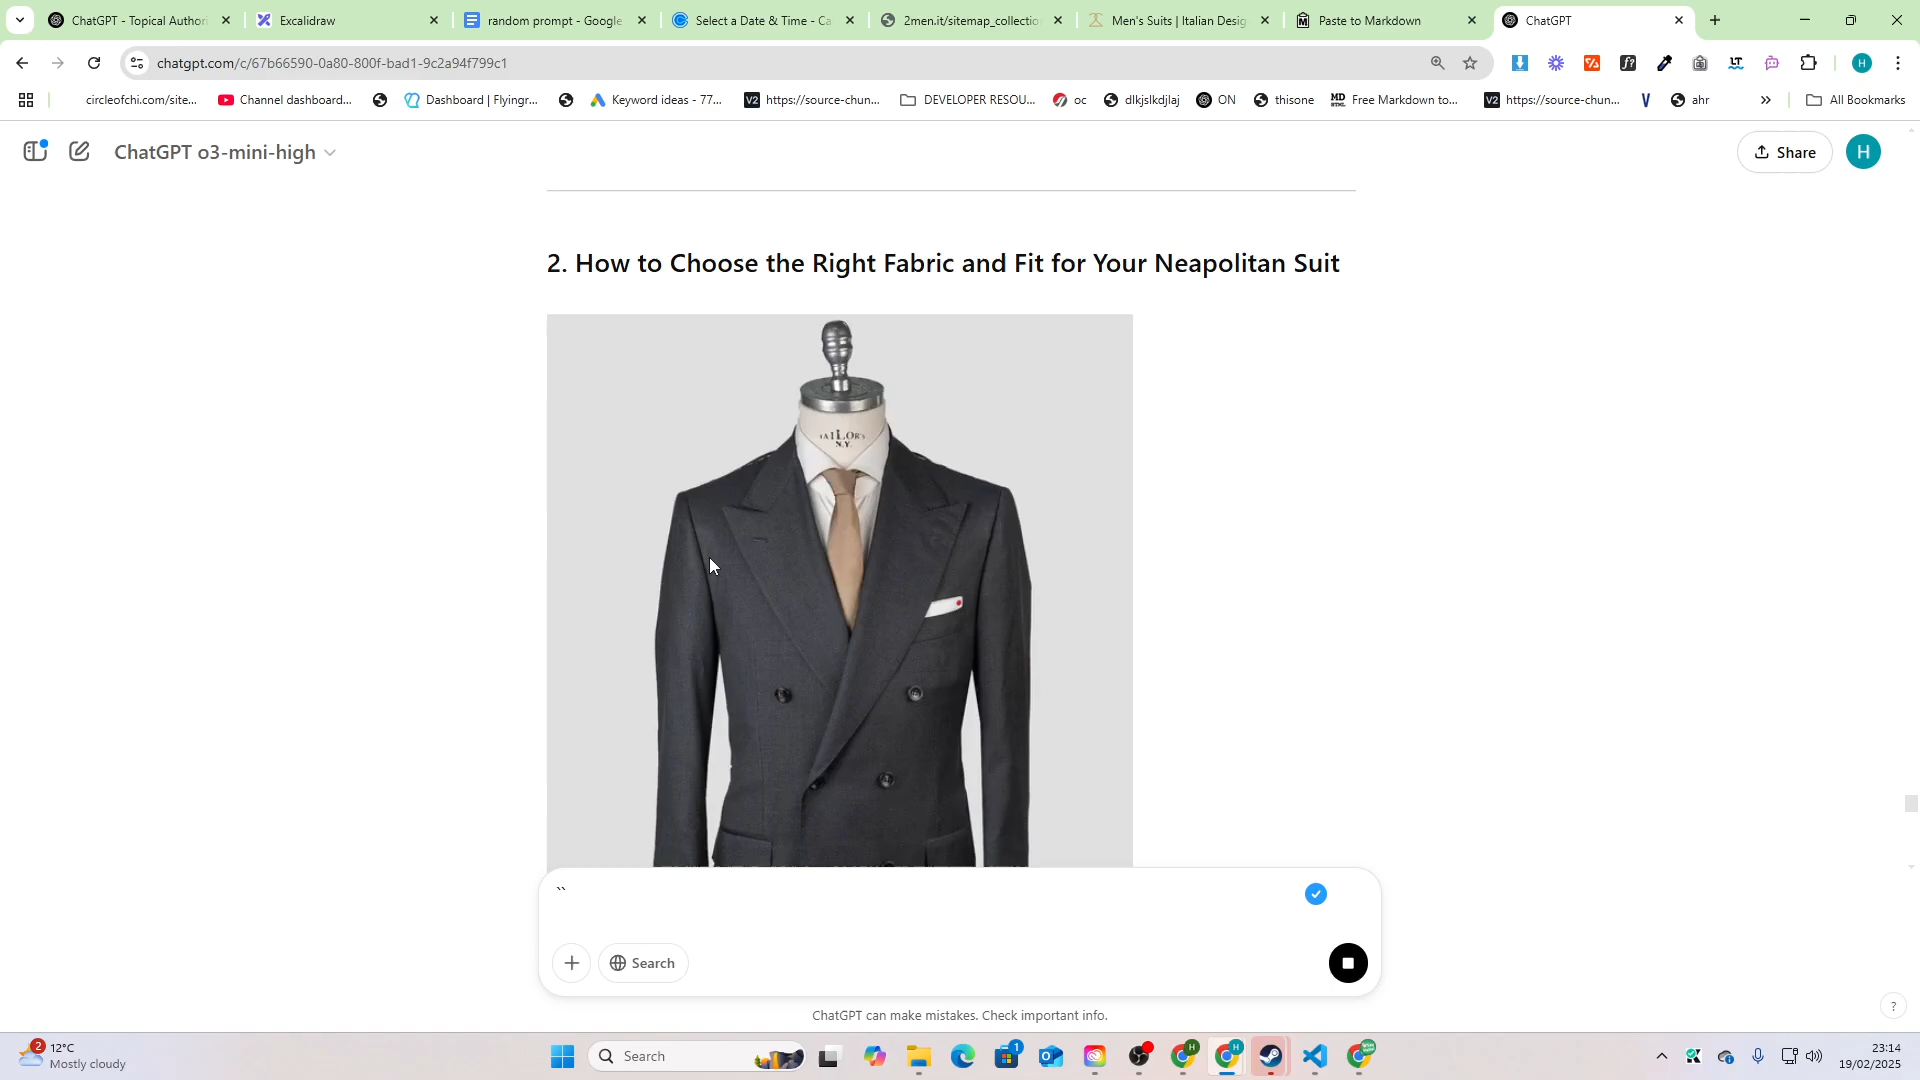 ChatGPT - Topical Authori
Excalidraw
random prompt - Google
Select a Date & Time - Ca
2men.it/sitemap_collectio
Men's Suits | Italian Desig
Paste to Markdown
ChatGPT
chatgpt.com/c/67b66590-0a80-800f-bad1-9c2a94f799c1
circleofchi.com/site...
Channel dashboard...
Dashboard | Flyingr...
Keyword ideas - 77...
https://source-chun...
DEVELOPER RESOU...
oc
dlkjslkdjlaj
ON
thisone
Free Markdown to...
https://source-chun...
ahr
All Bookmarks
ChatGPT o3-mini-high
Share
H
2. How to Choose the Right Fabric and Fit for Your Neapolitan Suit
TAILOR'S
N.Y.
``
Search
ChatGPT can make mistakes. Check important info.
?
2
12°C
Mostly cloudy
Search
1
23:14
19/02/2025